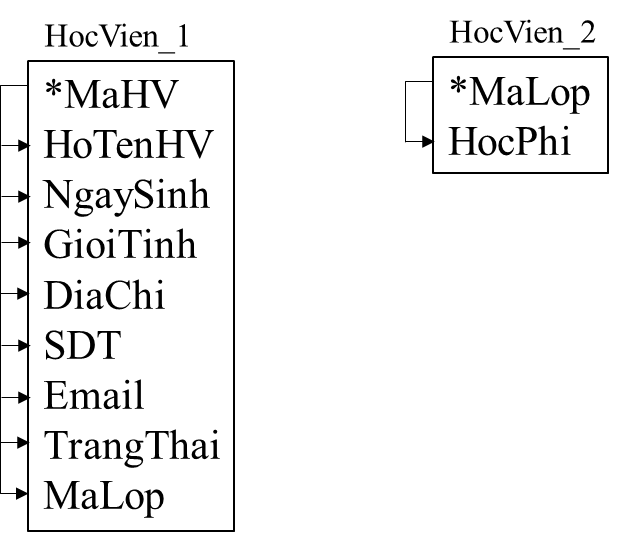 HocVien_1
*MaHV
HoTenHV
NgaySinh
GioiTinh
DiaChi
SDT
Email
TrangThai
MaLop
HocVien_2
*MaLop
HocPhi